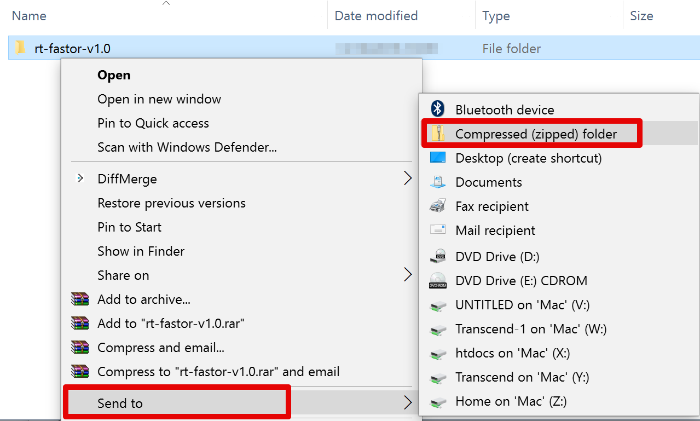 Name Date modified Type Size
rt-fastor-v1.0 File folder
Open
Open in new window
Pin to Quick access
Scan with Windows Defender...
DiffMerge
Restore previous versions
Pin to Start
Show in Finder
Share on
Add to archive...
Add to "rt-fastor-v1.0.rar"
Compress and email...
Compress to "rt-fastor-v1.0.rar" and email
Send to
Bluetooth device
Compressed (zipped) folder
Desktop (create shortcut)
Documents
Fax recipient
Mail recipient
DVD Drive (D:)
DVD Drive (E:) CDROM
UNTITLED on 'Mac' (V:)
Transcend-1 on 'Mac' (W:)
htdocs on 'Mac' (X:)
Transcend on 'Mac' (Y:)
Home on 'Mac' (Z:)